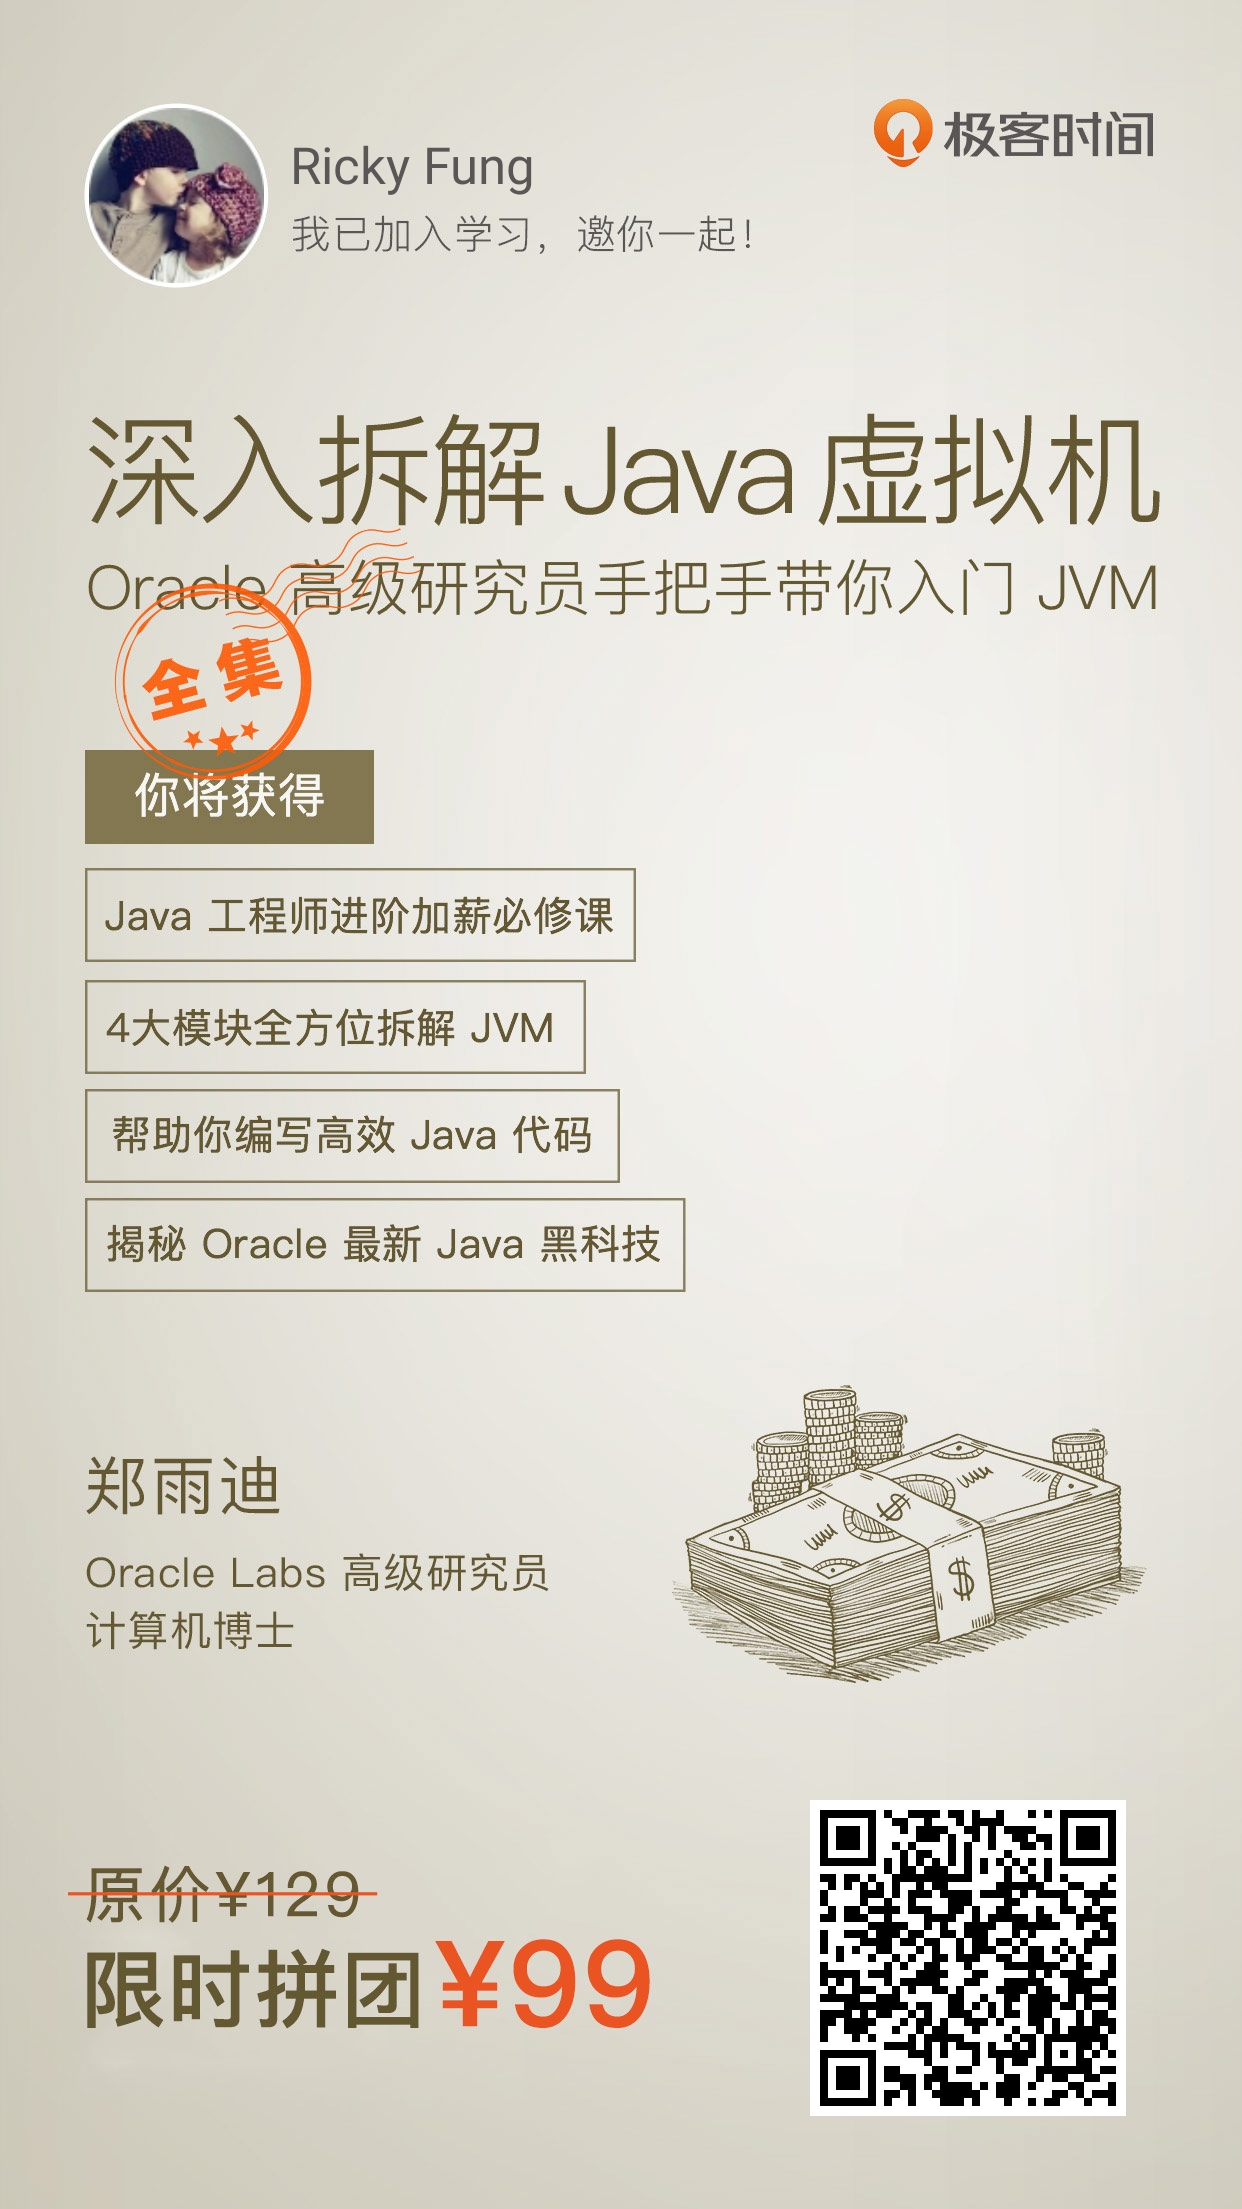 极客时间
Ricky Fung
我已加入学习，邀你一起！
深入拆解 Java 虚拟机
Oracle 高级研究员手把手带你入门 JVM
全集
你将获得
Java 工程师进阶加薪必修课
4大模块全方位拆解 JVM
帮助你编写高效 Java 代码
揭秘 Oracle 最新 Java 黑科技
郑雨迪
Oracle Labs 高级研究员
计算机博士
$
$
原价¥129
限时拼团¥99